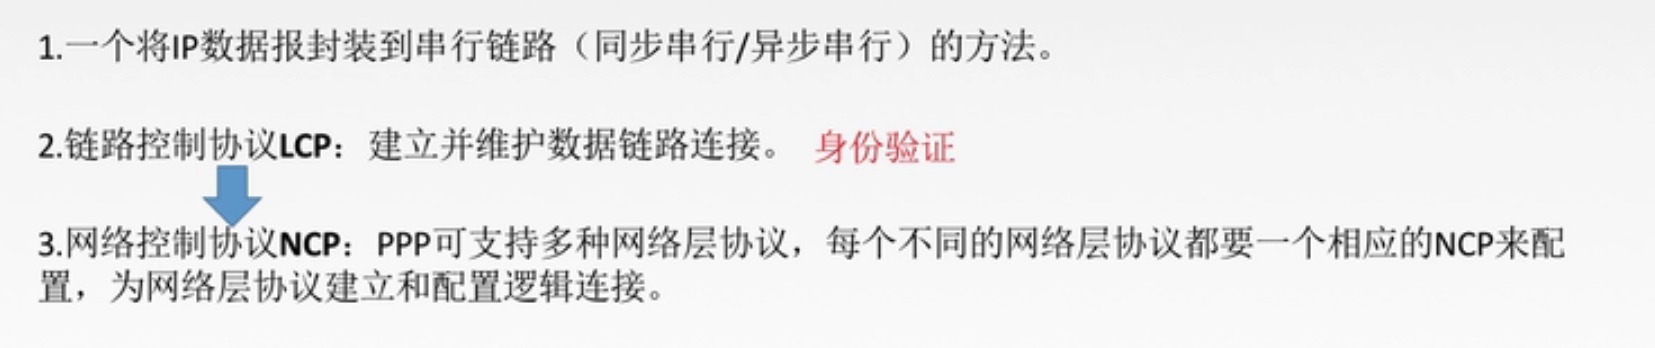 1.一个将IP数据报封装到串行链路（同步串行/异步串行）的方法。
2.链路控制协议LCP：建立并维护数据链路连接。 身份验证
3.网络控制协议NCP：PPP可支持多种网络层协议，每个不同的网络层协议都要一个相应的NCP来配
置，为网络层协议建立和配置逻辑连接。